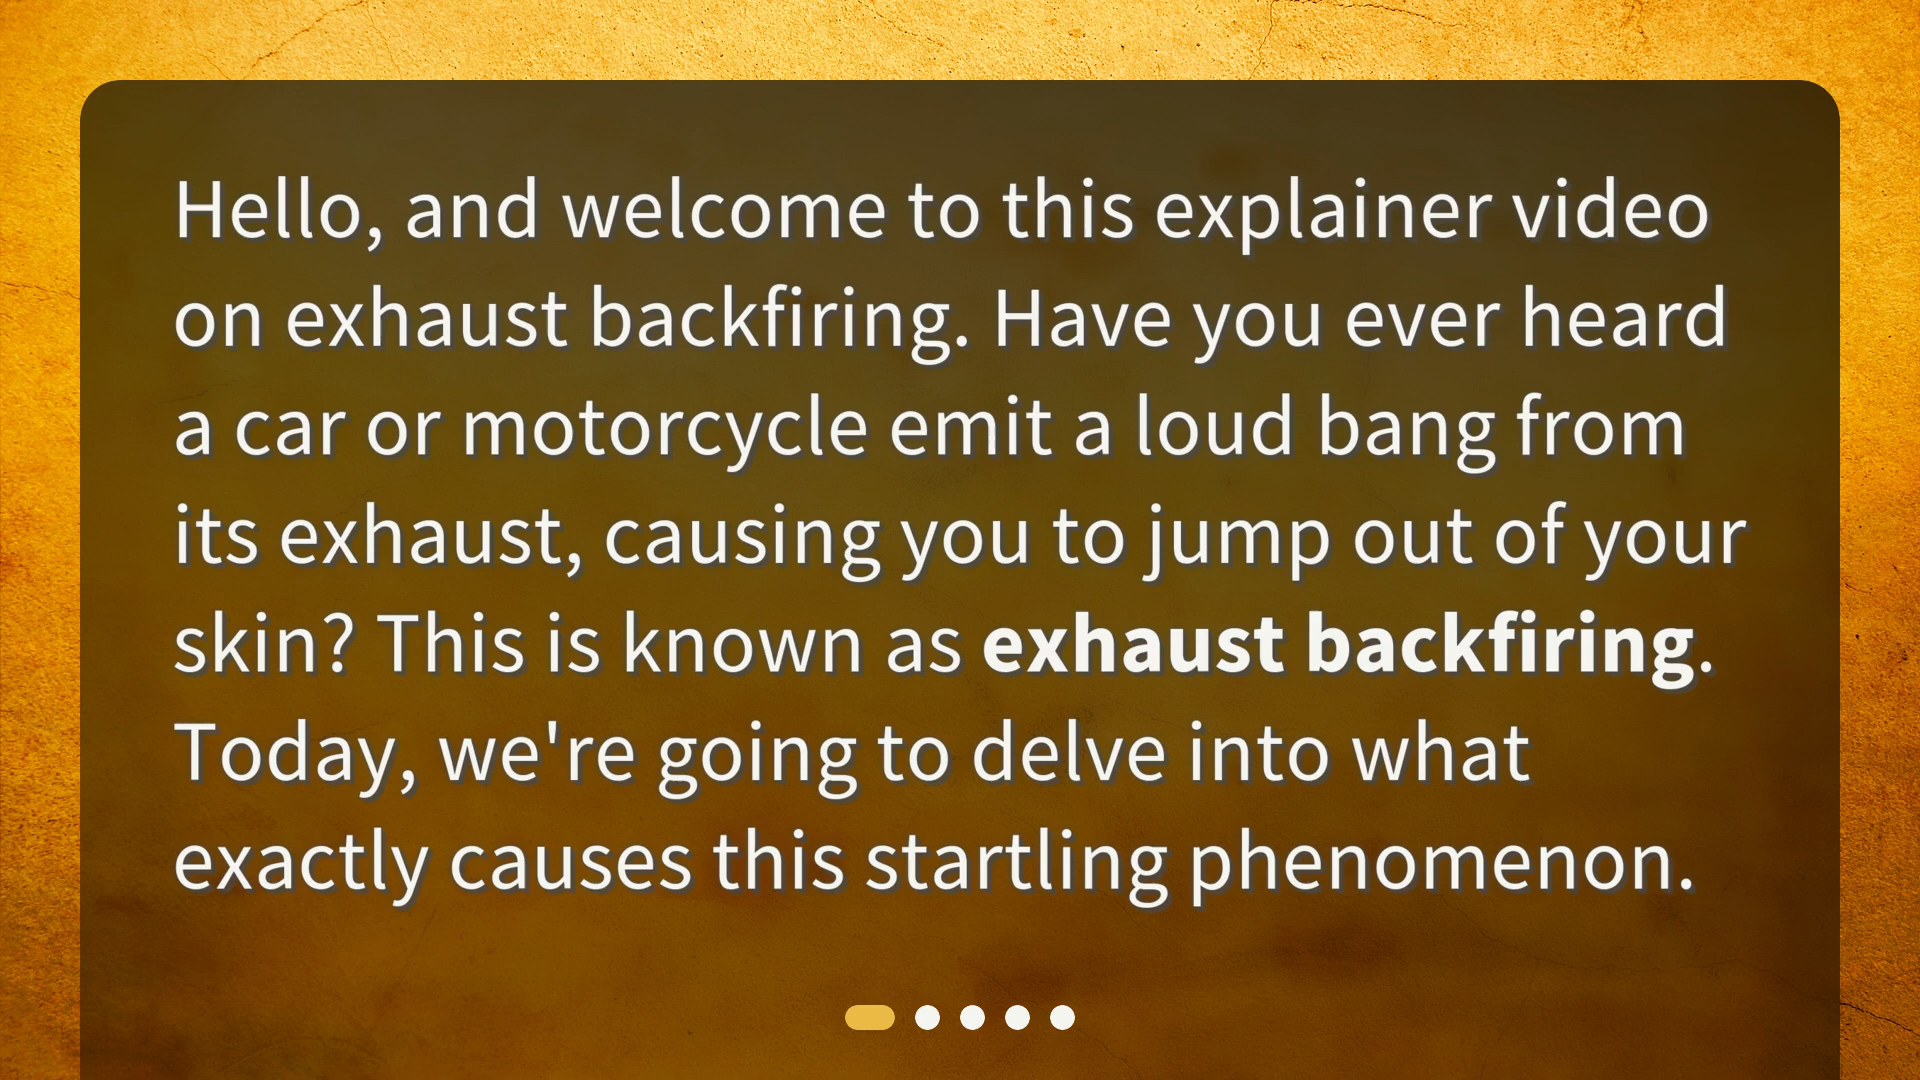 Hello, and welcome to this explainer video
on exhaust backfiring. Have you ever heard
a car or motorcycle emit a loud bang from
its exhaust, causing you to jump out of your
skin? This is known as exhaust backfiring.
Today, we're going to delve into what
exactly causes this startling phenomenon.